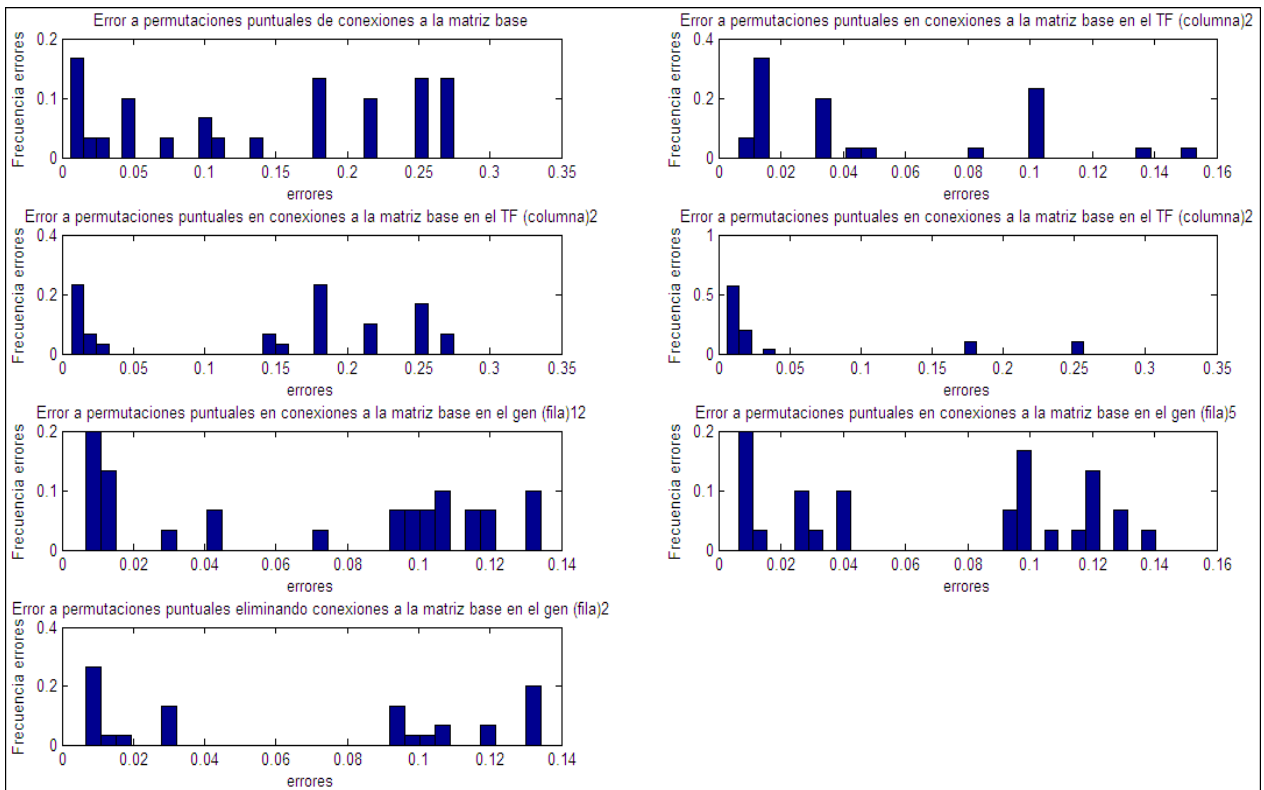 Error a permutaciones puntuales de conexiones a la matriz base
Frecuencia errores
0.2
0.1
0
0 0.05 0.1 0.15 0.2 0.25 0.3 0.35
errores
Error a permutaciones puntuales en conexiones a la matriz base en el TF (columna)2
Frecuencia errores
0.4
0.2
0
0 0.02 0.04 0.06 0.08 0.1 0.12 0.14 0.16
errores
Error a permutaciones puntuales en conexiones a la matriz base en el TF (columna)2
Frecuencia errores
0.4
0.2
0
0 0.05 0.1 0.15 0.2 0.25 0.3 0.35
errores
Error a permutaciones puntuales en conexiones a la matriz base en el TF (columna)2
Frecuencia errores
1
0.5
0
0 0.05 0.1 0.15 0.2 0.25 0.3 0.35
errores
Error a permutaciones puntuales en conexiones a la matriz base en el gen (fila)12
Frecuencia errores
0.2
0.1
0
0 0.02 0.04 0.06 0.08 0.1 0.12 0.14
errores
Error a permutaciones puntuales en conexiones a la matriz base en el gen (fila)5
Frecuencia errores
0.2
0.1
0
0 0.02 0.04 0.06 0.08 0.1 0.12 0.14 0.16
errores
Error a permutaciones puntuales eliminando conexiones a la matriz base en el gen (fila)2
Frecuencia errores
0.4
0.2
0
0 0.02 0.04 0.06 0.08 0.1 0.12 0.14
errores